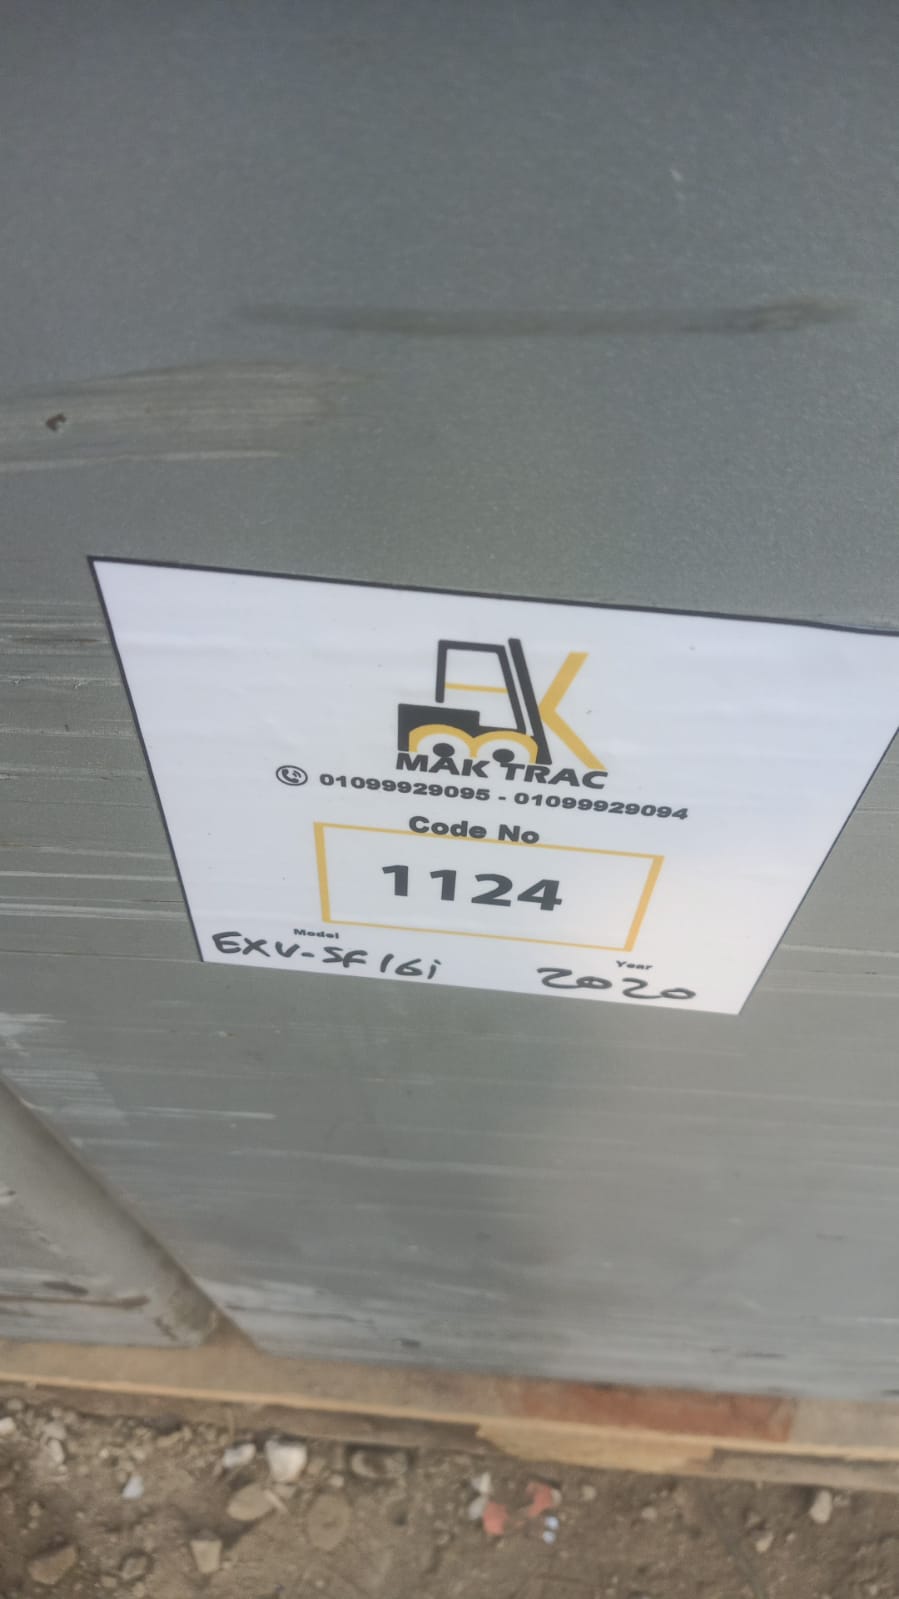 MAK TRAC
01099929095 - 01099929094
Code No
1124
Model
EXV-SF16i
Year
2020